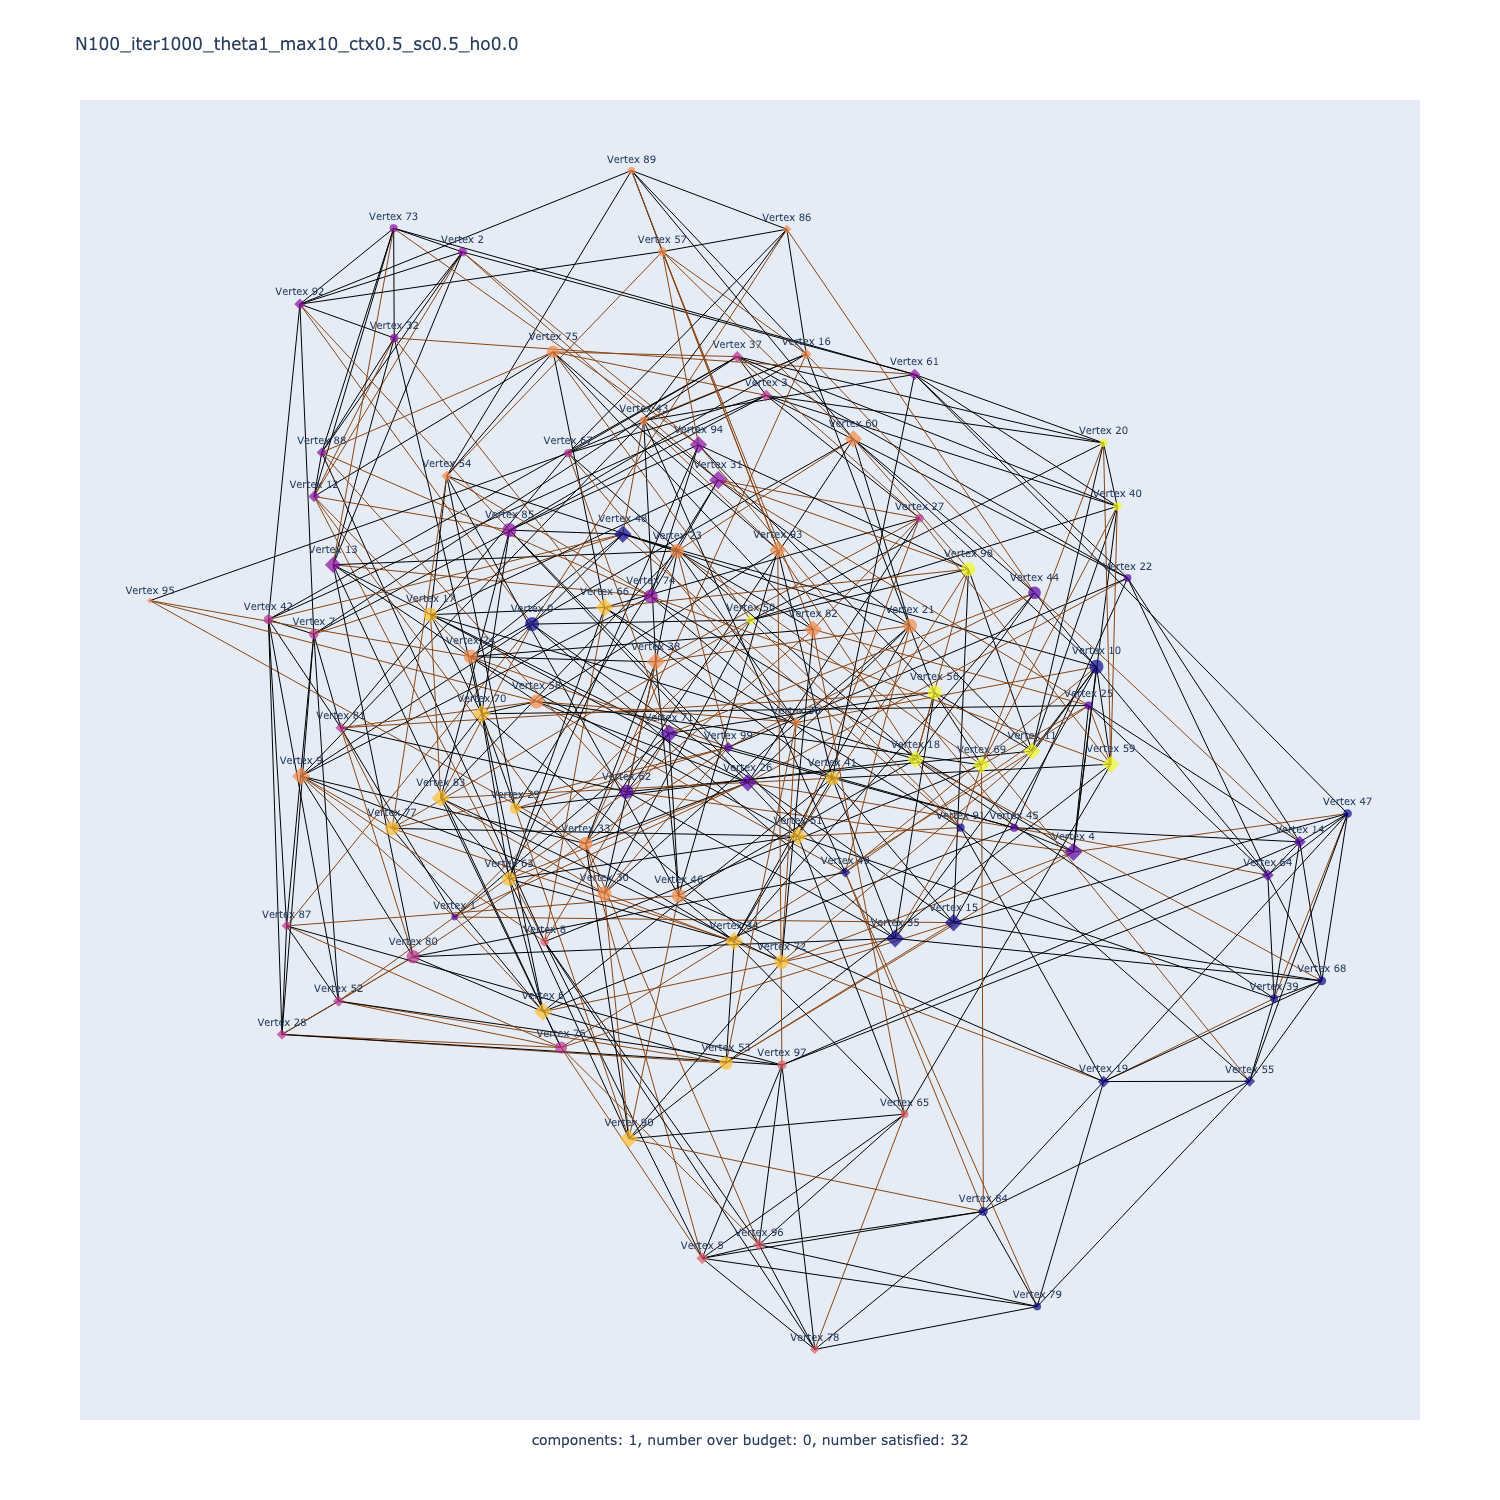 N100_iter1000_theta1_max10_ctx0.5_sc0.5_ho0.0
Vertex 89
Vertex 73
Vertex 86
Vertex 2
Vertex 57
Vertex 92
Vertex 32
Vertex 75
Vertex 37
Vertex 16
Vertex 61
Vertex 3
Vertex 43
Vertex 60
Vertex 20
Vertex 88
Vertex 67
Vertex 94
Vertex 54
Vertex 31
Vertex 12
Vertex 40
Vertex 85
Vertex 27
Vertex 23
Vertex 93
Vertex 13
Vertex 98
Vertex 22
Vertex 95
Vertex 74
Vertex 44
Vertex 42
Vertex 17
Vertex 66
Vertex 0
Vertex 50
Vertex 7
Vertex 82
Vertex 21
Vertex 38
Vertex 10
Vertex 58
Vertex 56
Vertex 70
Vertex 25
Vertex 81
Vertex 71
Vertex 99
Vertex 18
Vertex 69
Vertex 11
Vertex 59
Vertex 9
Vertex 62
Vertex 26
Vertex 41
Vertex 83
Vertex 29
Vertex 47
Vertex 77
Vertex 51
Vertex 45
Vertex 14
Vertex 33
Vertex 4
Vertex 63
Vertex 64
Vertex 30
Vertex 46
Vertex 87
Vertex 1
Vertex 15
Vertex 35
Vertex 8
Vertex 80
Vertex 72
Vertex 68
Vertex 52
Vertex 39
Vertex 6
Vertex 28
Vertex 76
Vertex 53
Vertex 97
Vertex 19
Vertex 55
Vertex 65
Vertex 90
Vertex 84
Vertex 96
Vertex 5
Vertex 79
Vertex 78
components: 1, number over budget: 0, number satisfied: 32